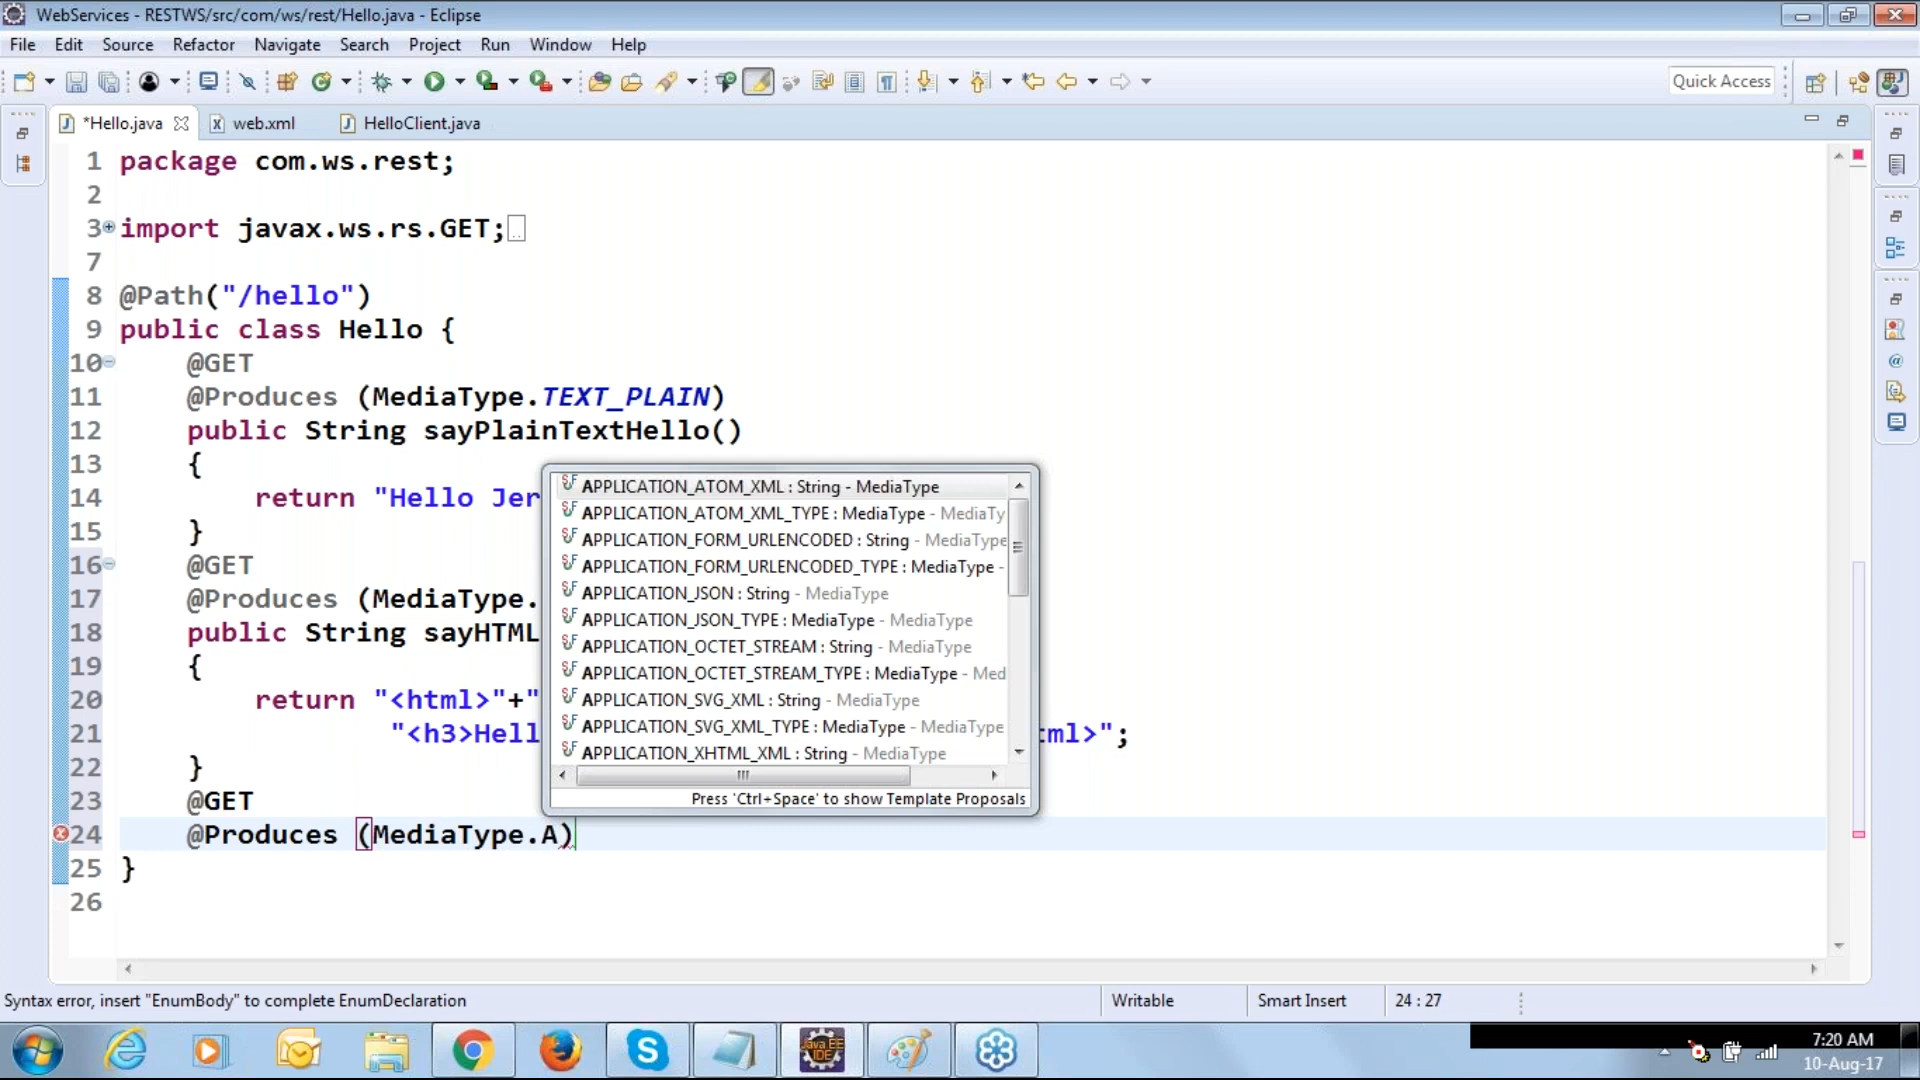 WebServices - RESTWS/src/com/ws/rest/Hello.java - Eclipse
File Edit Source Refactor Navigate Search Project Run Window Help
Quick Access
*Hello.java web.xml HelloClient.java
1 package com.ws.rest;
2
3 import javax.ws.rs.GET;
7
8 @Path("/hello")
9 public class Hello {
10 @GET
11 @Produces (MediaType.TEXT_PLAIN)
12 public String sayPlainTextHello()
13 {
14 return "Hello Jer
15 }
16 @GET
17 @Produces (MediaType.
18 public String sayHTML
19 {
20 return "<html>"+"
21 "<h3>Hell ml>";
22 }
23 @GET
24 @Produces (MediaType.A)
25 }
26
APPLICATION_ATOM_XML : String - MediaType
APPLICATION_ATOM_XML_TYPE : MediaType - MediaTy
APPLICATION_FORM_URLENCODED : String - MediaType
APPLICATION_FORM_URLENCODED_TYPE : MediaType -
APPLICATION_JSON : String - MediaType
APPLICATION_JSON_TYPE : MediaType - MediaType
APPLICATION_OCTET_STREAM : String - MediaType
APPLICATION_OCTET_STREAM_TYPE : MediaType - Med
APPLICATION_SVG_XML : String - MediaType
APPLICATION_SVG_XML_TYPE : MediaType - MediaType
APPLICATION_XHTML_XML : String - MediaType
Press 'Ctrl+Space' to show Template Proposals
Syntax error, insert "EnumBody" to complete EnumDeclaration
Writable Smart Insert 24 : 27
Java EE
IDE
7:20 AM
10-Aug-17